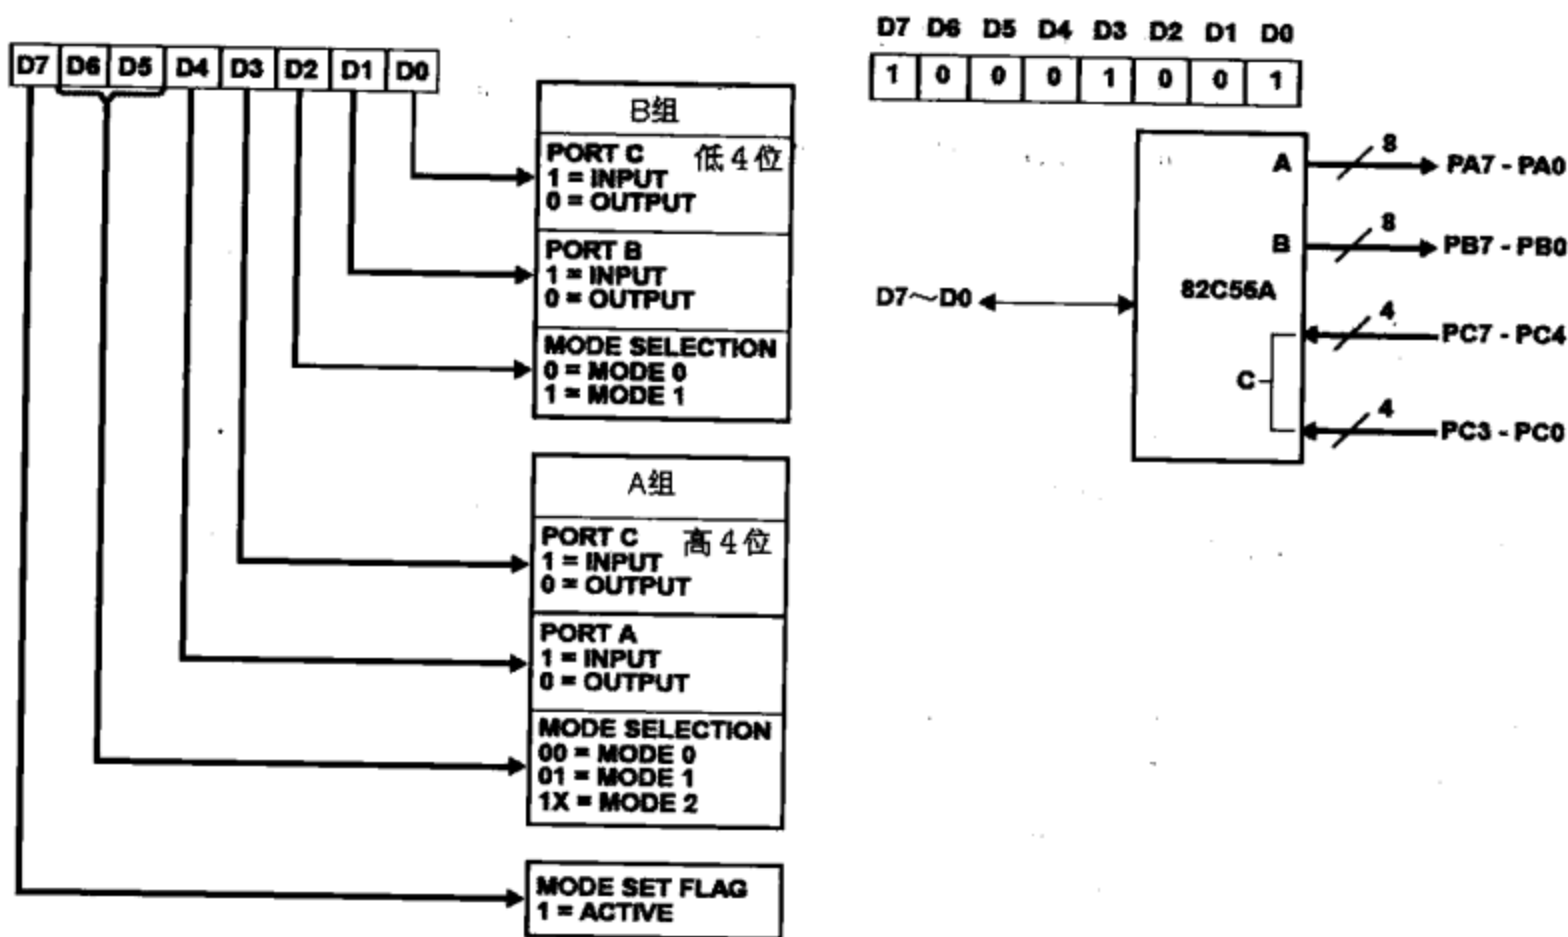 D7 D6 D5 D4 D3 D2 D1 D0
B组
PORT C 低4位
1 = INPUT
0 = OUTPUT
PORT B
1 = INPUT
0 = OUTPUT
MODE SELECTION
0 = MODE 0
1 = MODE 1
A组
PORT C 高4位
1 = INPUT
0 = OUTPUT
PORT A
1 = INPUT
0 = OUTPUT
MODE SELECTION
00 = MODE 0
01 = MODE 1
1X = MODE 2
MODE SET FLAG
1 = ACTIVE
D7 D6 D5 D4 D3 D2 D1 D0
1 0 0 0 1 0 0 1
A 8 PA7 - PA0
B 8 PB7 - PB0
82C55A
D7～D0
4 PC7 - PC4
C
4 PC3 - PC0